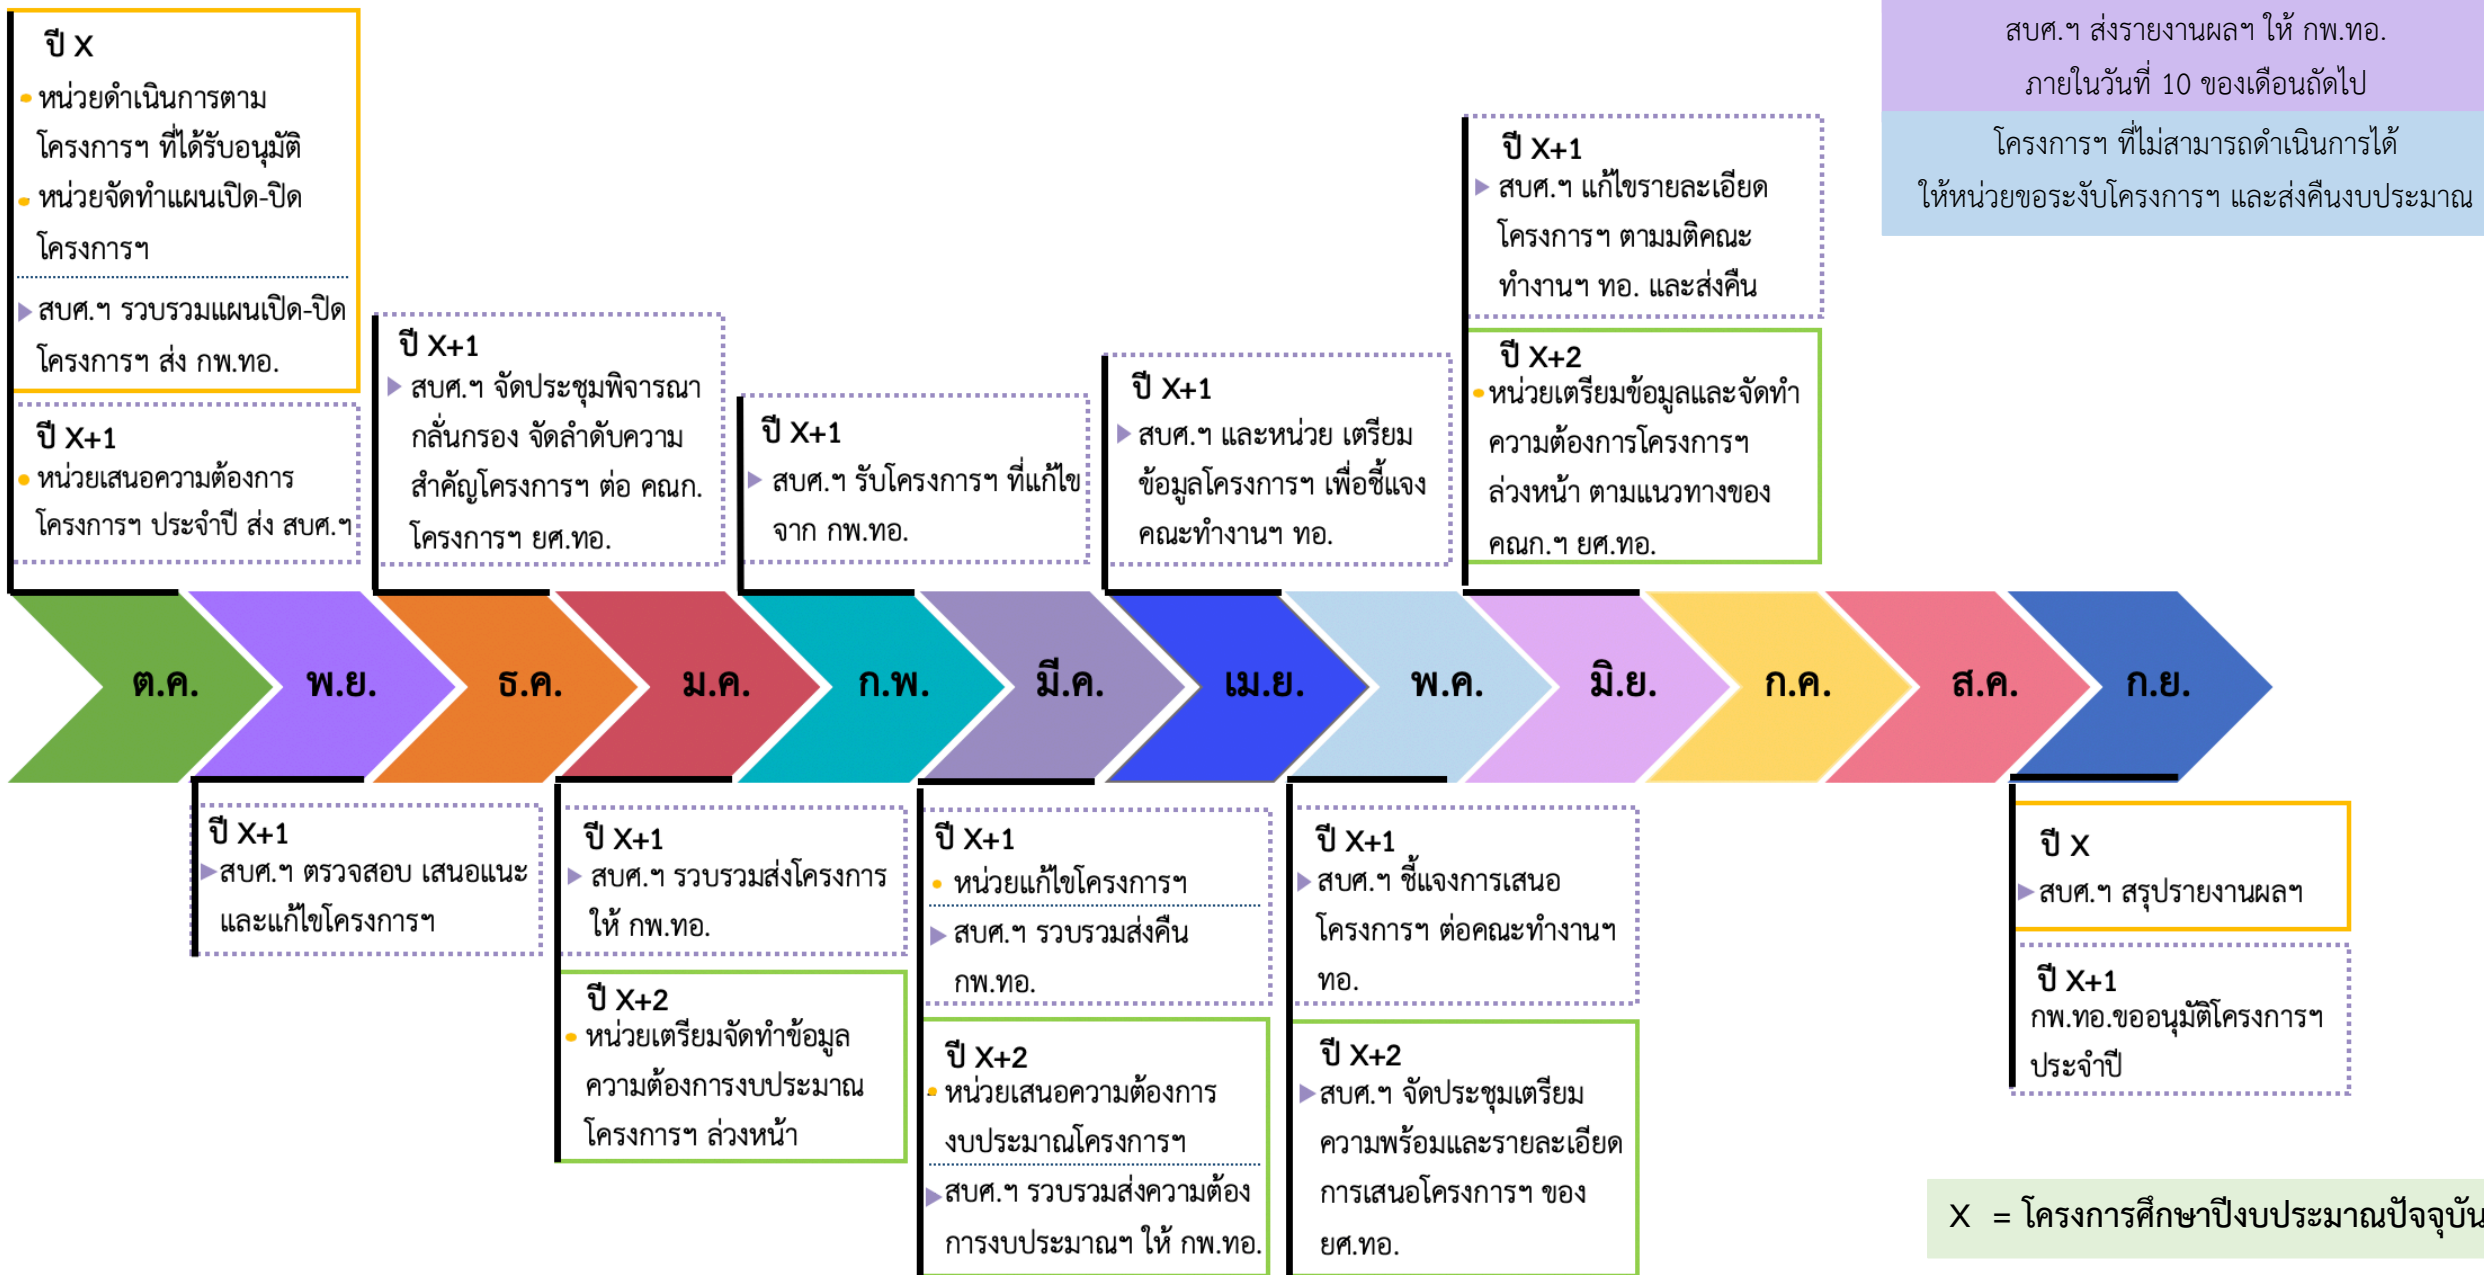 ปี X
หน่วยดำเนินการตาม
โครงการฯ ที่ได้รับอนุมัติ
หน่วยจัดทำแผนเปิด-ปิด
โครงการฯ
สบศ.ฯ รวบรวมแผนเปิด-ปิด
โครงการฯ ส่ง กพ.ทอ.
ปี X+1
หน่วยเสนอความต้องการ
โครงการฯ ประจำปี ส่ง สบศ.ฯ
ปี X+1
สบศ.ฯ จัดประชุมพิจารณา
กลั่นกรอง จัดลำดับความ
สำคัญโครงการฯ ต่อ คณก.
โครงการฯ ยศ.ทอ.
ปี X+1
สบศ.ฯ รับโครงการฯ ที่แก้ไข
จาก กพ.ทอ.
ปี X+1
สบศ.ฯ และหน่วย เตรียม
ข้อมูลโครงการฯ เพื่อชี้แจง
คณะทำงานฯ ทอ.
ปี X+1
สบศ.ฯ แก้ไขรายละเอียด
โครงการฯ ตามมติคณะ
ทำงานฯ ทอ. และส่งคืน
ปี X+2
หน่วยเตรียมข้อมูลและจัดทำ
ความต้องการโครงการฯ
ล่วงหน้า ตามแนวทางของ
คณก.ฯ ยศ.ทอ.
สบศ.ฯ ส่งรายงานผลฯ ให้ กพ.ทอ.
ภายในวันที่ 10 ของเดือนถัดไป
โครงการฯ ที่ไม่สามารถดำเนินการได้
ให้หน่วยขอระงับโครงการฯ และส่งคืนงบประมาณ
ต.ค.
พ.ย.
ธ.ค.
ม.ค.
ก.พ.
มี.ค.
เม.ย.
พ.ค.
มิ.ย.
ก.ค.
ส.ค.
ก.ย.
ปี X+1
สบศ.ฯ ตรวจสอบ เสนอแนะ
และแก้ไขโครงการฯ
ปี X+1
สบศ.ฯ รวบรวมส่งโครงการ
ให้ กพ.ทอ.
ปี X+2
หน่วยเตรียมจัดทำข้อมูล
ความต้องการงบประมาณ
โครงการฯ ล่วงหน้า
ปี X+1
หน่วยแก้ไขโครงการฯ
สบศ.ฯ รวบรวมส่งคืน
กพ.ทอ.
ปี X+2
หน่วยเสนอความต้องการ
งบประมาณโครงการฯ
สบศ.ฯ รวบรวมส่งความต้อง
การงบประมาณฯ ให้ กพ.ทอ.
ปี X+1
สบศ.ฯ ชี้แจงการเสนอ
โครงการฯ ต่อคณะทำงานฯ
ทอ.
ปี X+2
สบศ.ฯ จัดประชุมเตรียม
ความพร้อมและรายละเอียด
การเสนอโครงการฯ ของ
ยศ.ทอ.
ปี X
สบศ.ฯ สรุปรายงานผลฯ
ปี X+1
กพ.ทอ.ขออนุมัติโครงการฯ
ประจำปี
X = โครงการศึกษาปีงบประมาณปัจจุบัน